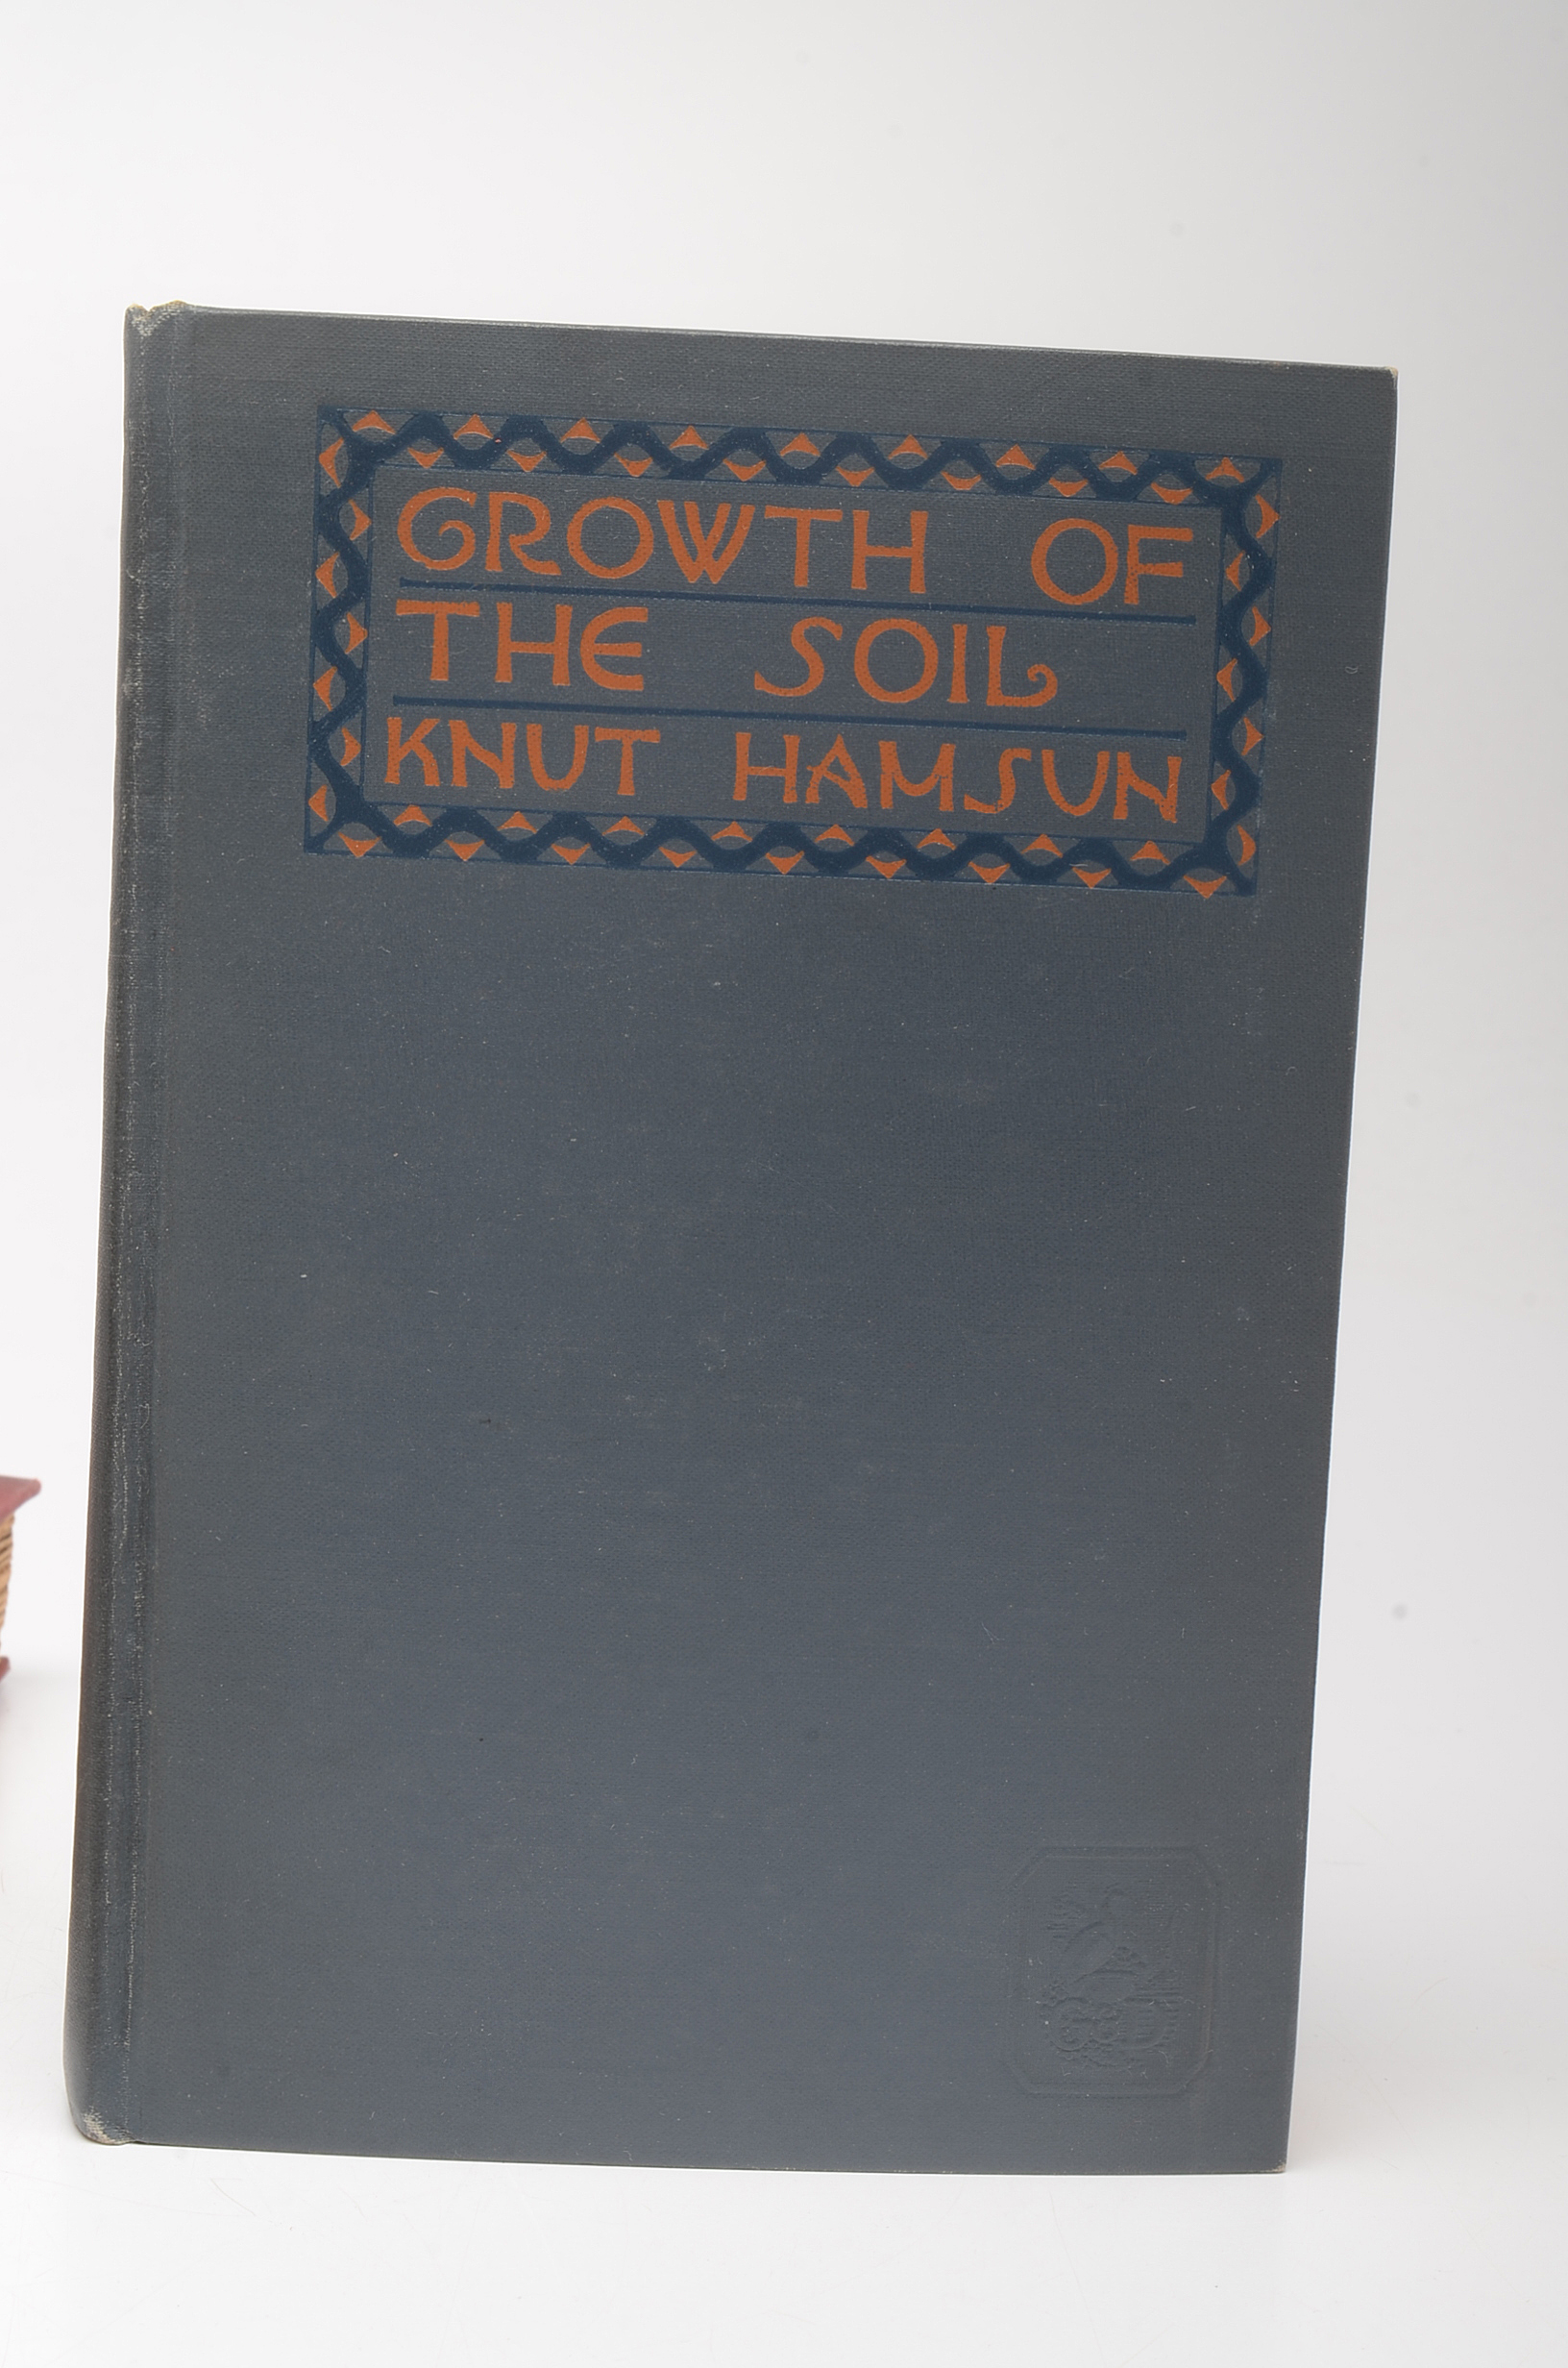 GROWTH OF
THE SOIL
KNUT HAMSUN
G&D